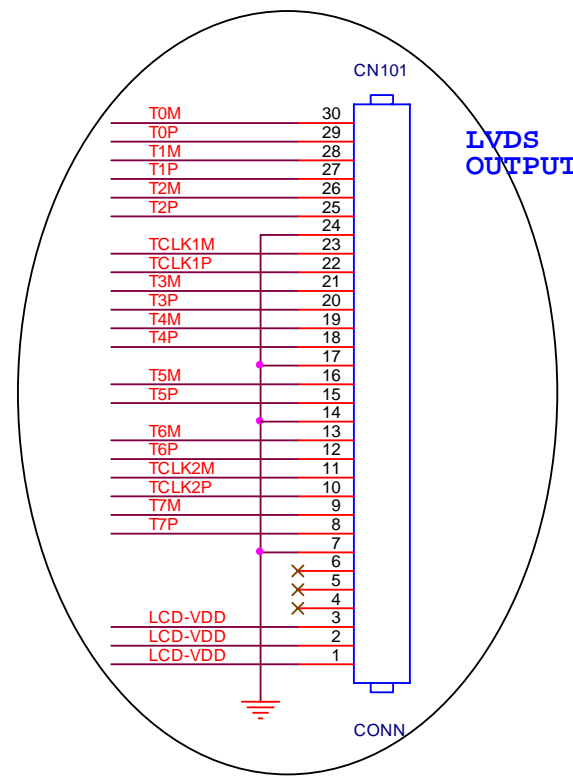 CN101
LVDS
OUTPUT
T0M 30
T0P 29
T1M 28
T1P 27
T2M 26
T2P 25
24
TCLK1M 23
TCLK1P 22
T3M 21
T3P 20
T4M 19
T4P 18
17
T5M 16
T5P 15
14
T6M 13
T6P 12
TCLK2M 11
TCLK2P 10
T7M 9
T7P 8
7
6
5
4
LCD-VDD 3
LCD-VDD 2
LCD-VDD 1
CONN